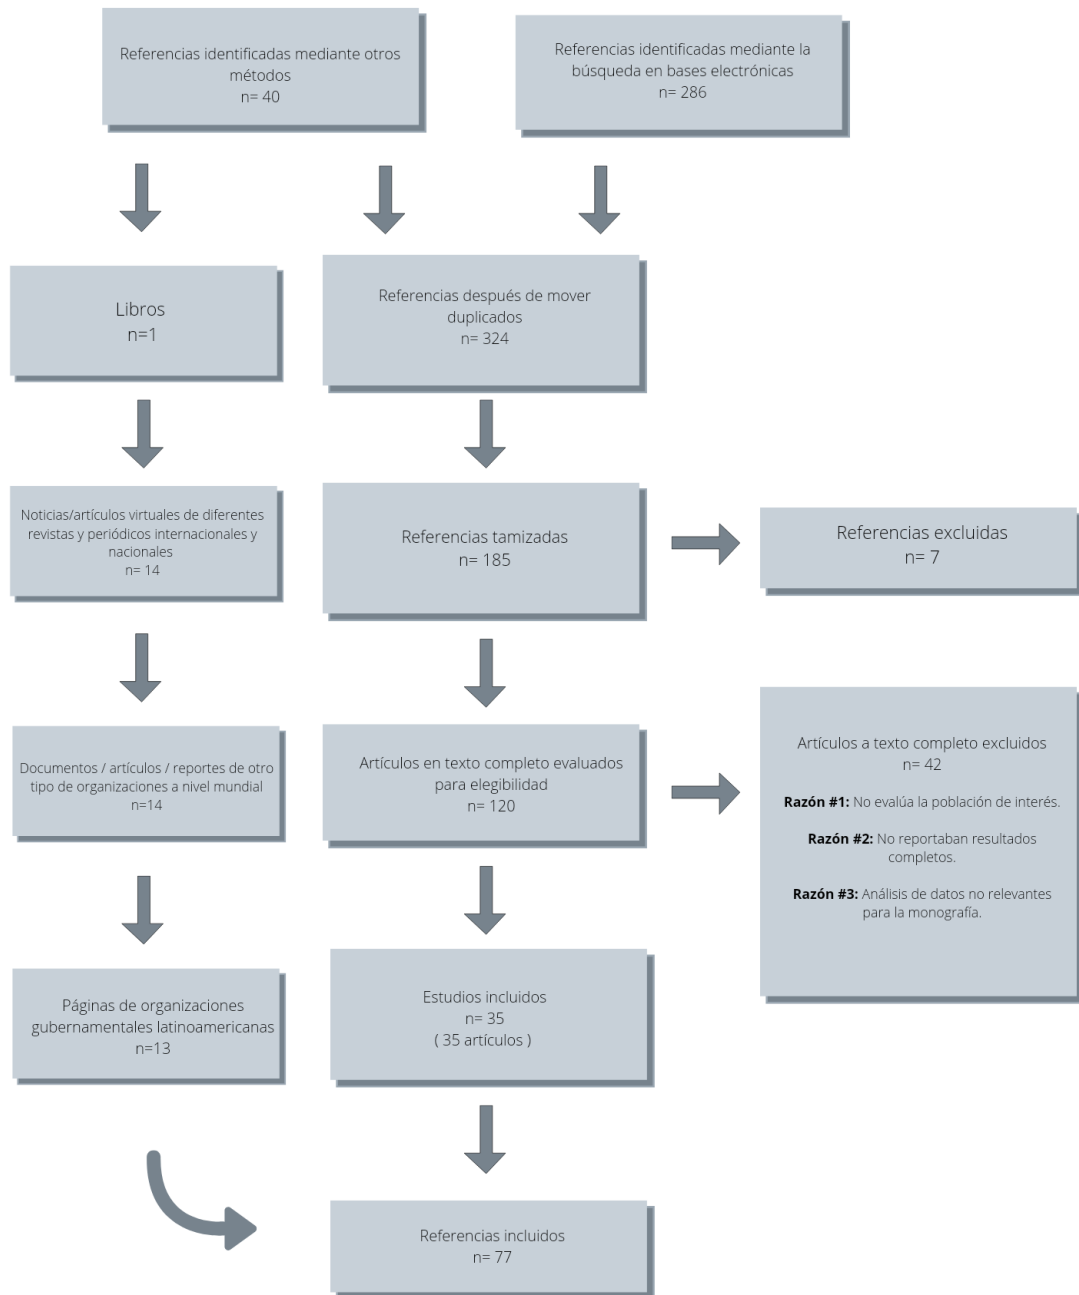 Referencias identificadas mediante otros
métodos
n= 40
Referencias identificadas mediante la
búsqueda en bases electrónicas
n= 286
Libros
n=1
Referencias después de mover
duplicados
n= 324
Noticias/artículos virtuales de diferentes
revistas y periódicos internacionales y
nacionales
n= 14
Referencias tamizadas
n= 185
Referencias excluidas
n= 7
Documentos / artículos / reportes de otro
tipo de organizaciones a nivel mundial
n=14
Artículos en texto completo evaluados
para elegibilidad
n= 120
Artículos a texto completo excluidos
n= 42
Razón #1: No evalúa la población de interés.
Razón #2: No reportaban resultados
completos.
Razón #3: Análisis de datos no relevantes
para la monografía.
Páginas de organizaciones
gubernamentales latinoamericanas
n=13
Estudios incluidos
n= 35
( 35 artículos )
Referencias incluidos
n= 77